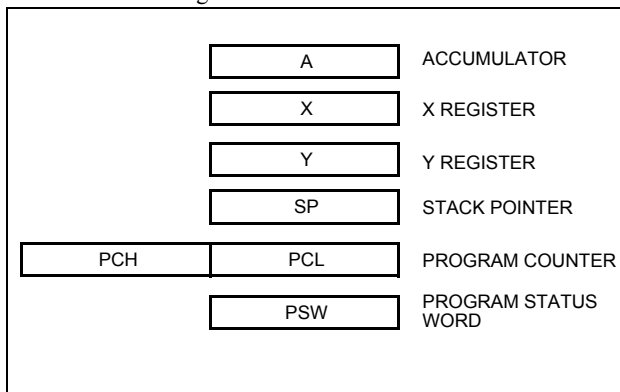 A ACCUMULATOR
X X REGISTER
Y Y REGISTER
SP STACK POINTER
PCH PCL PROGRAM COUNTER
PSW PROGRAM STATUS
WORD